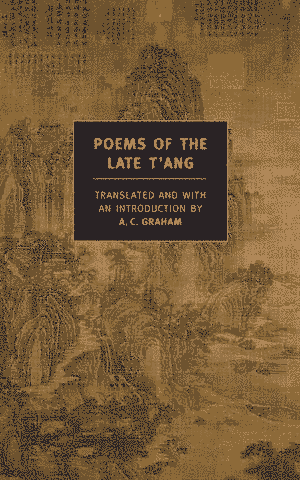 POEMS OF THE
LATE T'ANG
TRANSLATED AND WITH
AN INTRODUCTION BY
A. C. GRAHAM